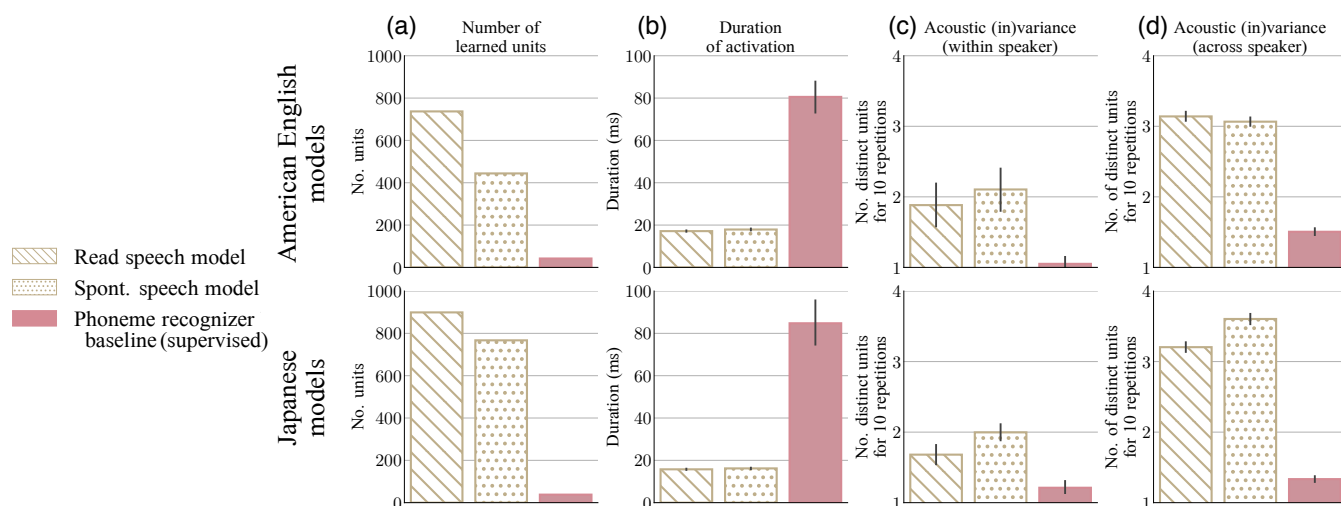 (a)
Number of
learned units
(b)
Duration
of activation
(c)
Acoustic (in)variance
(within speaker)
(d)
Acoustic (in)variance
(across speaker)
American English
models
No. units
1000
800
600
400
200
0
Duration (ms)
100
80
60
40
20
0
No. distinct units
for 10 repetitions
4
3
2
1
No. of distinct units
for 10 repetitions
4
3
2
1
Read speech model
Spont. speech model
Phoneme recognizer
baseline (supervised)
Japanese
models
No. units
1000
800
600
400
200
0
Duration (ms)
100
80
60
40
20
0
No. distinct units
for 10 repetitions
4
3
2
1
No. of distinct units
for 10 repetitions
4
3
2
1